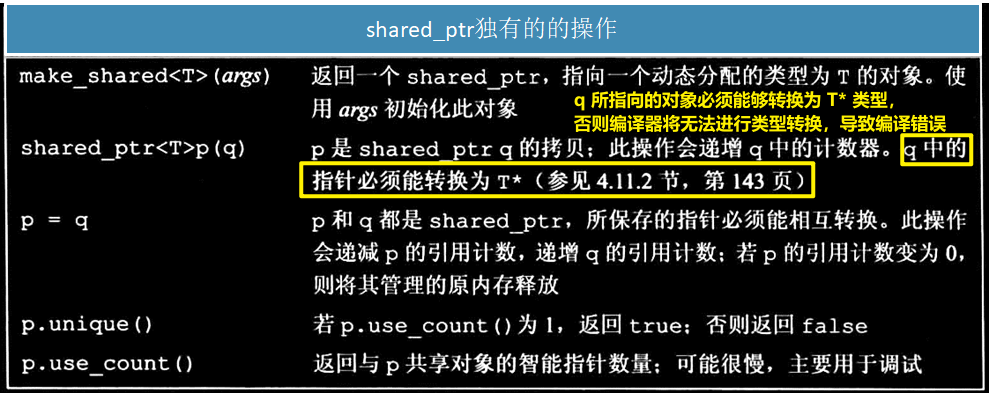 shared_ptr独有的的操作
make_shared<T>(args) 返回一个 shared_ptr，指向一个动态分配的类型为 T 的对象。使
用 args 初始化此对象
q 所指向的对象必须能够转换为 T* 类型，
否则编译器将无法进行类型转换，导致编译错误
shared_ptr<T>p(q) p 是 shared_ptr q 的拷贝；此操作会递增 q 中的计数器。q 中的
指针必须能转换为 T*（参见 4.11.2 节，第 143 页）
p = q p 和 q 都是 shared_ptr，所保存的指针必须能相互转换。此操作
会递减 p 的引用计数，递增 q 的引用计数；若 p 的引用计数变为 0，
则将其管理的原内存释放
p.unique() 若 p.use_count()为 1，返回 true；否则返回 false
p.use_count() 返回与 p 共享对象的智能指针数量；可能很慢，主要用于调试